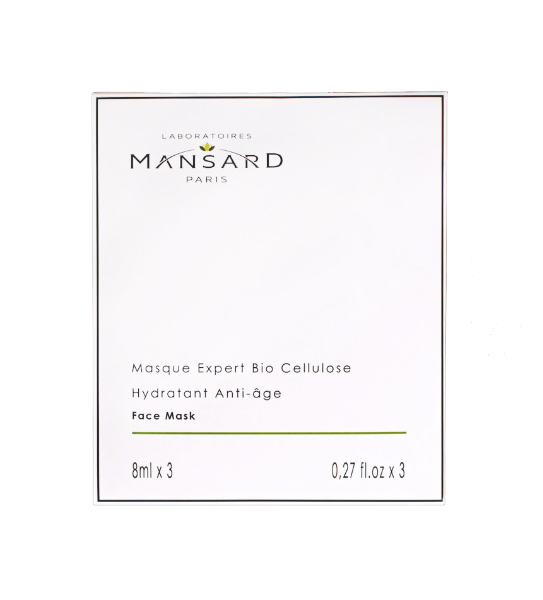 LABORATOIRES
MANSARD
PARIS
Masque Expert Bio Cellulose
Hydratant Anti-âge
Face Mask
8ml x 3 0,27 fl.oz x 3